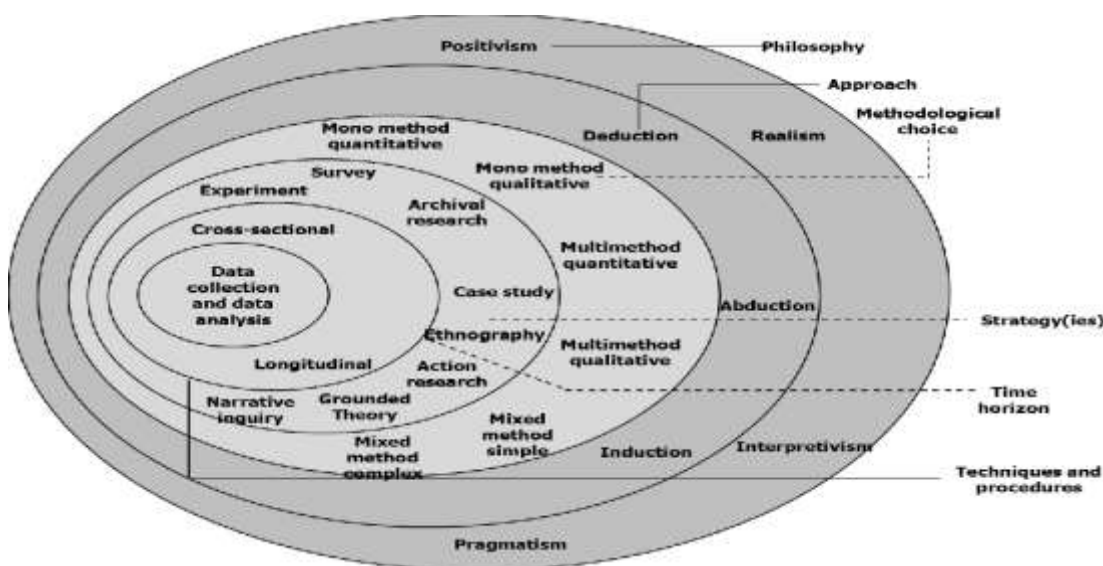 Positivism
Philosophy
Approach
Methodological
choice
Mono method
quantitative
Deduction
Realism
Survey
Mono method
qualitative
Experiment
Archival
research
Cross-sectional
Multimethod
quantitative
Data
collection
and data
analysis
Case study
Abduction
Strategy(ies)
Ethnography
Multimethod
qualitative
Longitudinal
Action
research
Time
horizon
Narrative
inquiry
Grounded
Theory
Mixed
method
simple
Mixed
method
complex
Induction
Interpretivism
Techniques and
procedures
Pragmatism